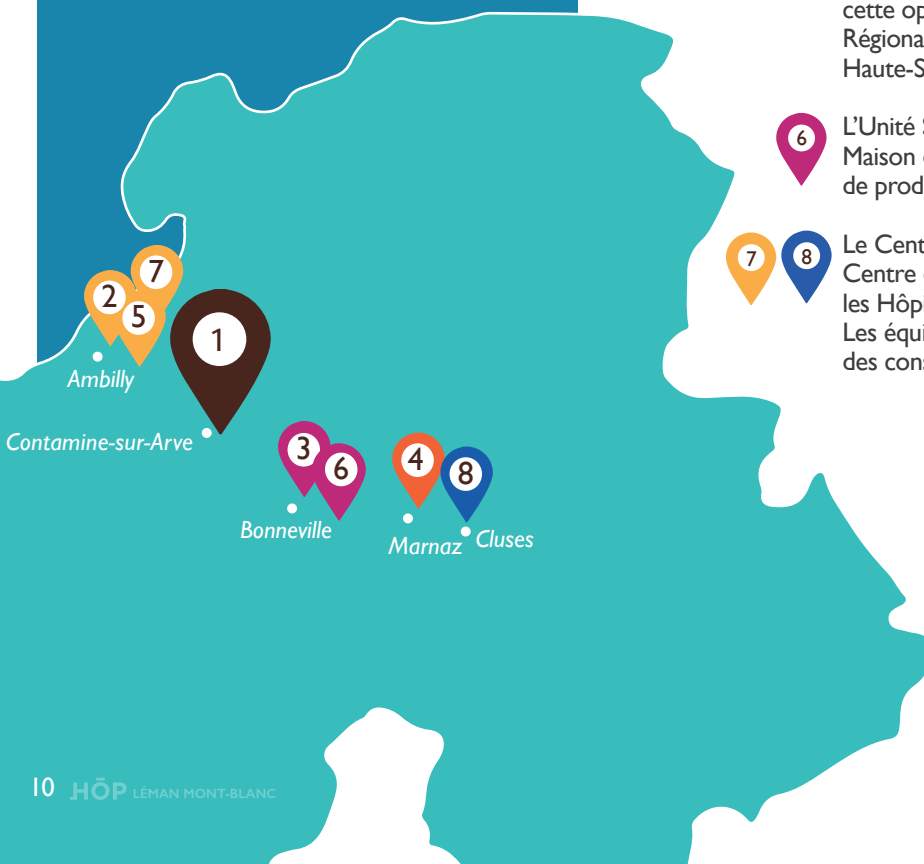 cette
Régiona
Haute-S
6
L'Unité
Maison
de prod
7
8
Le Cent
Centre
les Hôpi
Les équi
des cons
7
2
5
1
Ambilly
Contamine-sur-Arve
3
6
4
8
Bonneville
Marnaz
Cluses
10 HÔP LÉMAN MONT-BLANC